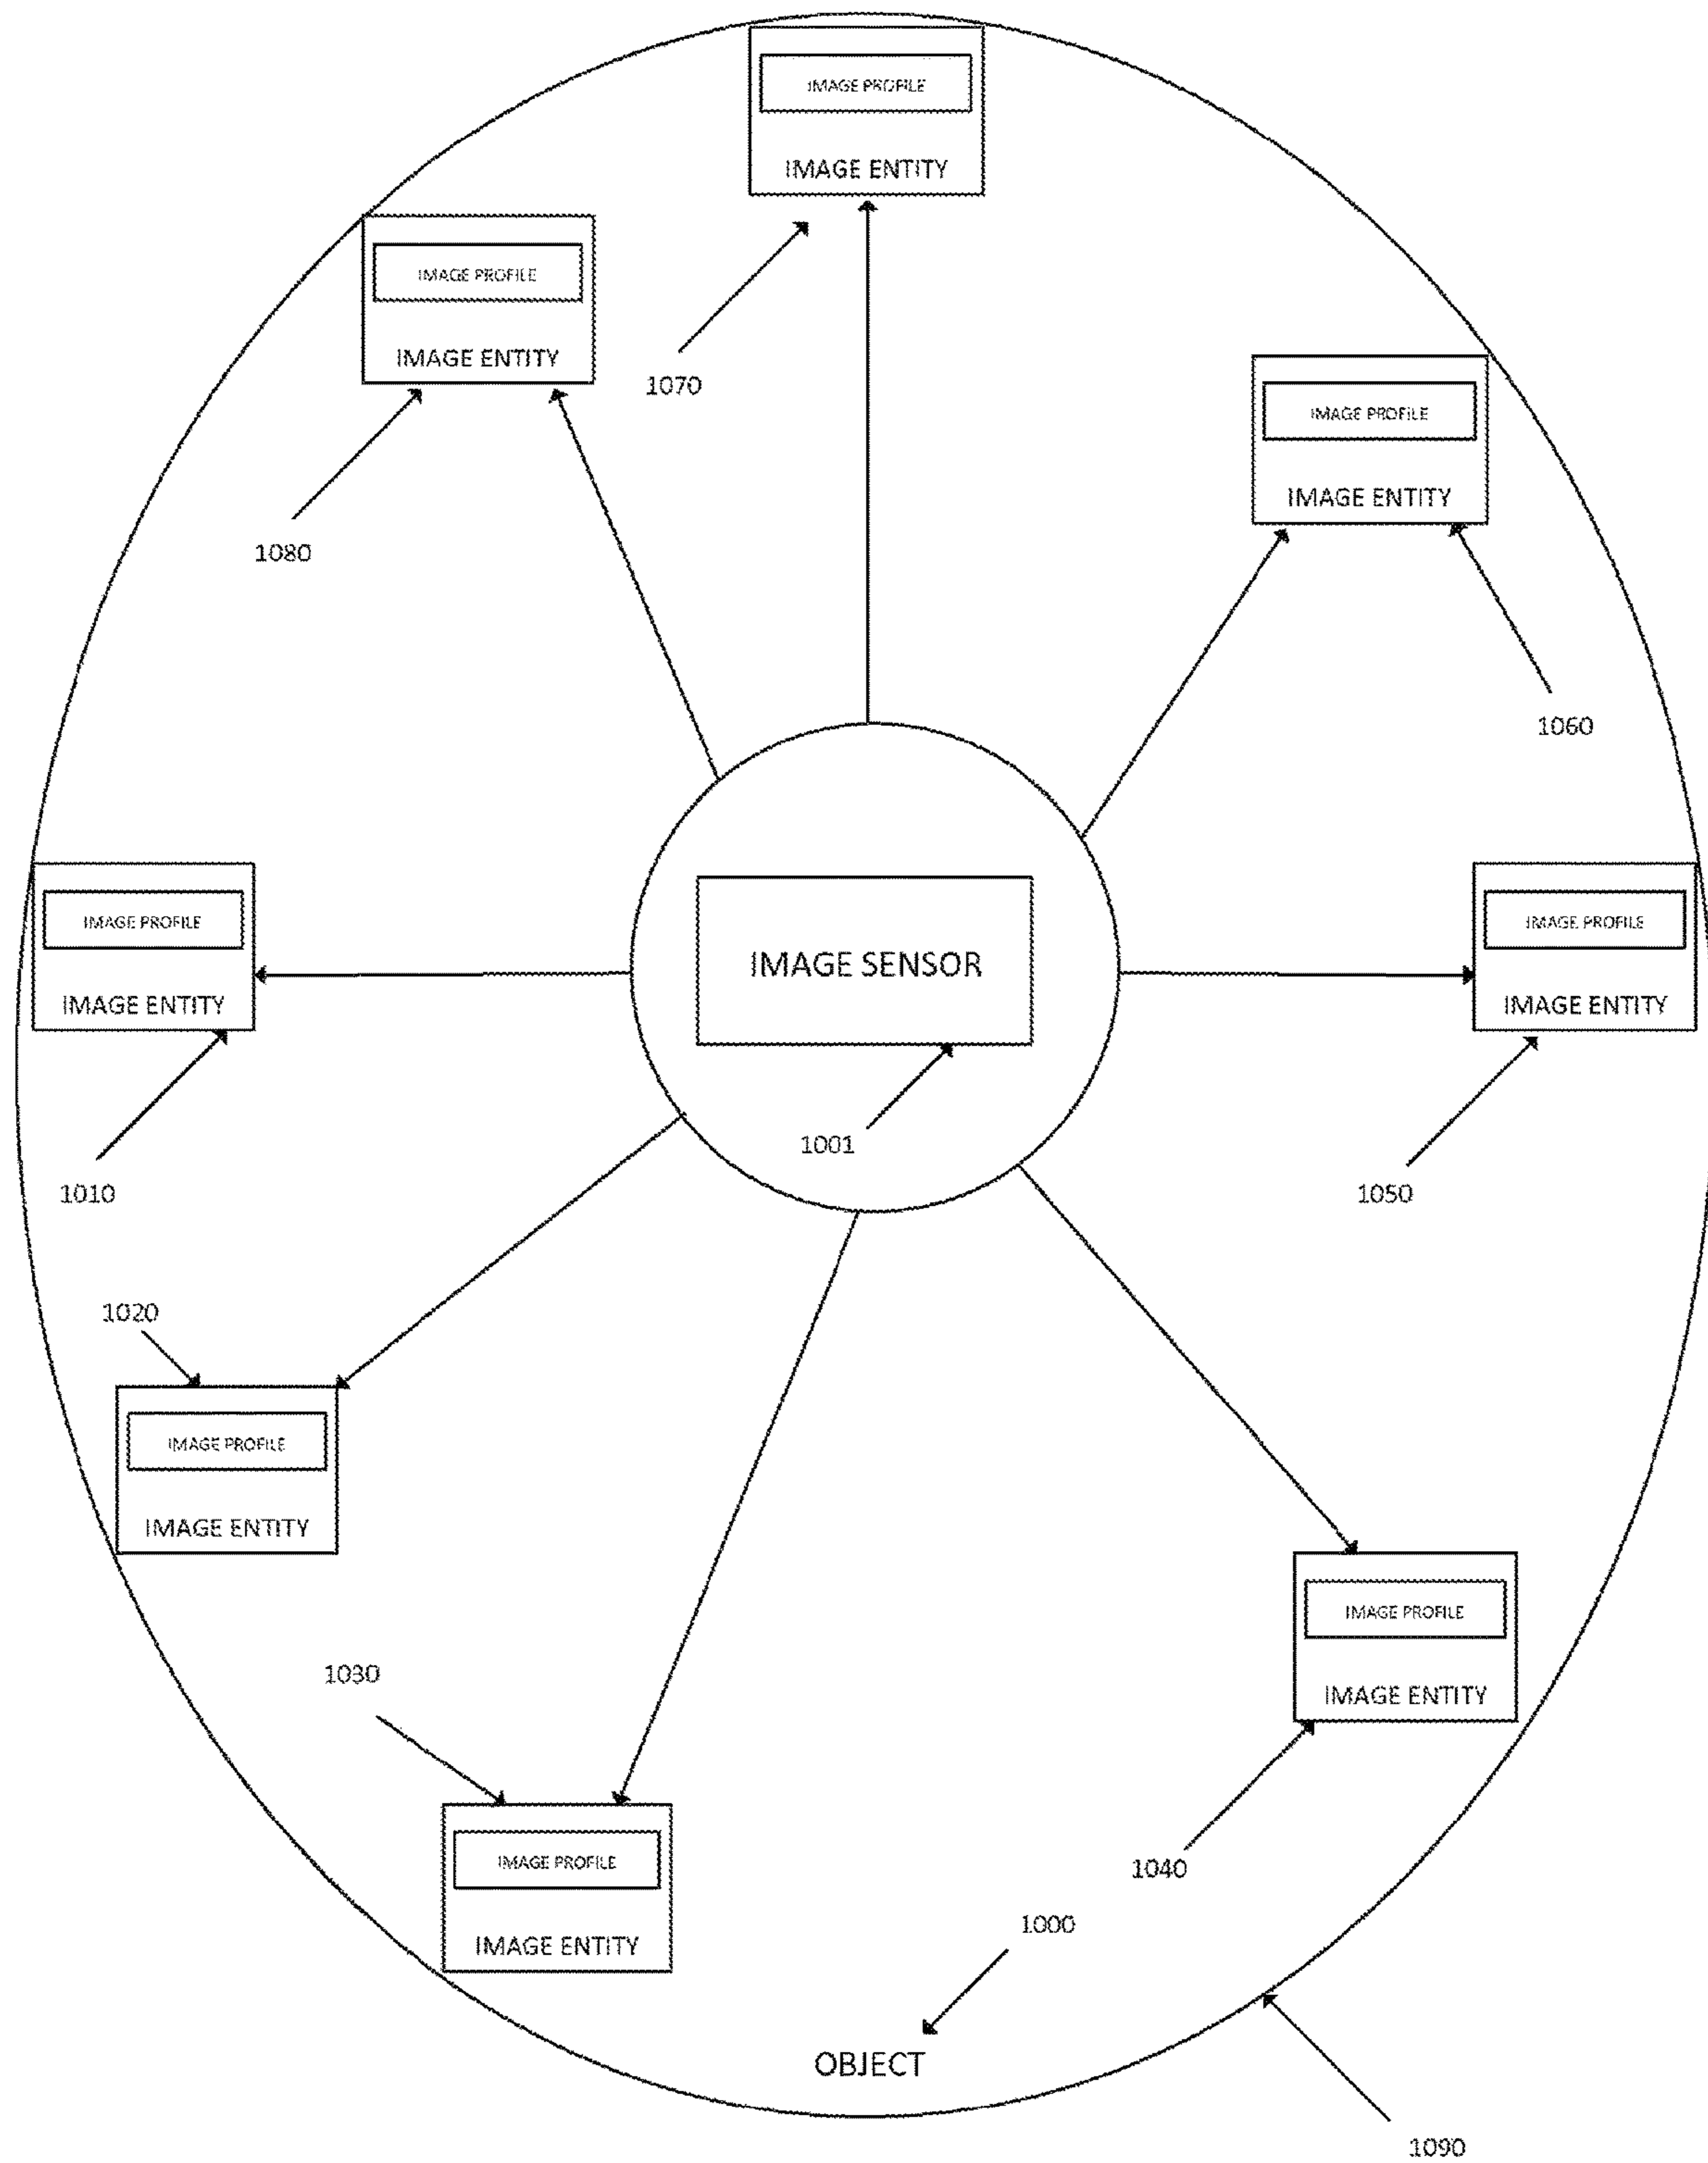 IMAGE PROFILE
IMAGE ENTITY
IMAGE PROFILE
IMAGE ENTITY
1070
1080
IMAGE PROFILE
IMAGE ENTITY
1060
IMAGE PROFILE
IMAGE ENTITY
1010
IMAGE SENSOR
1001
IMAGE PROFILE
IMAGE ENTITY
1050
1020
IMAGE PROFILE
IMAGE ENTITY
1030
IMAGE PROFILE
IMAGE ENTITY
IMAGE PROFILE
IMAGE ENTITY
1040
1000
OBJECT
1090